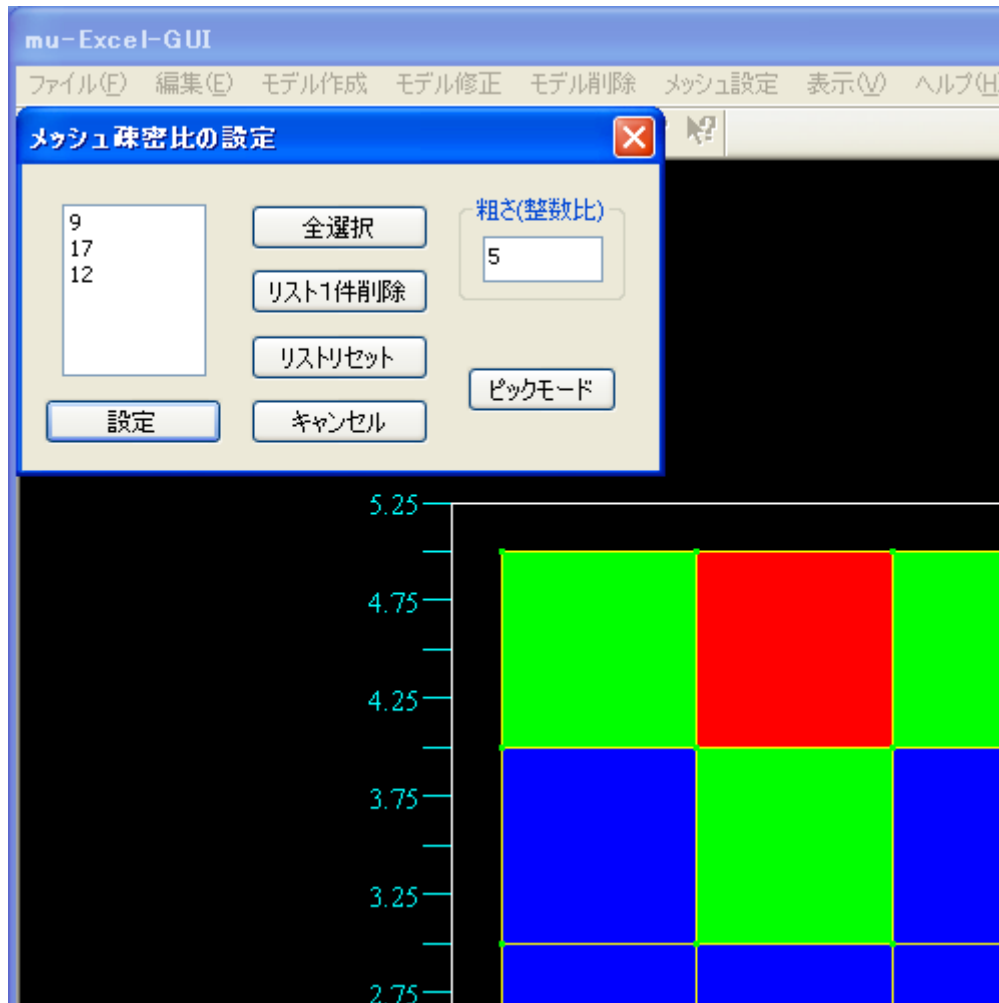 mu-Excel-GUI
ファイル(F) 編集(E) モデル作成 モデル修正 モデル削除 メッシュ設定 表示(V) ヘルプ(H
メッシュ疎密比の設定
9
17
12
全選択
リスト1件削除
リストリセット
キャンセル
設定
粗さ(整数比)
5
ピックモード
5.25
4.75
4.25
3.75
3.25
2.75